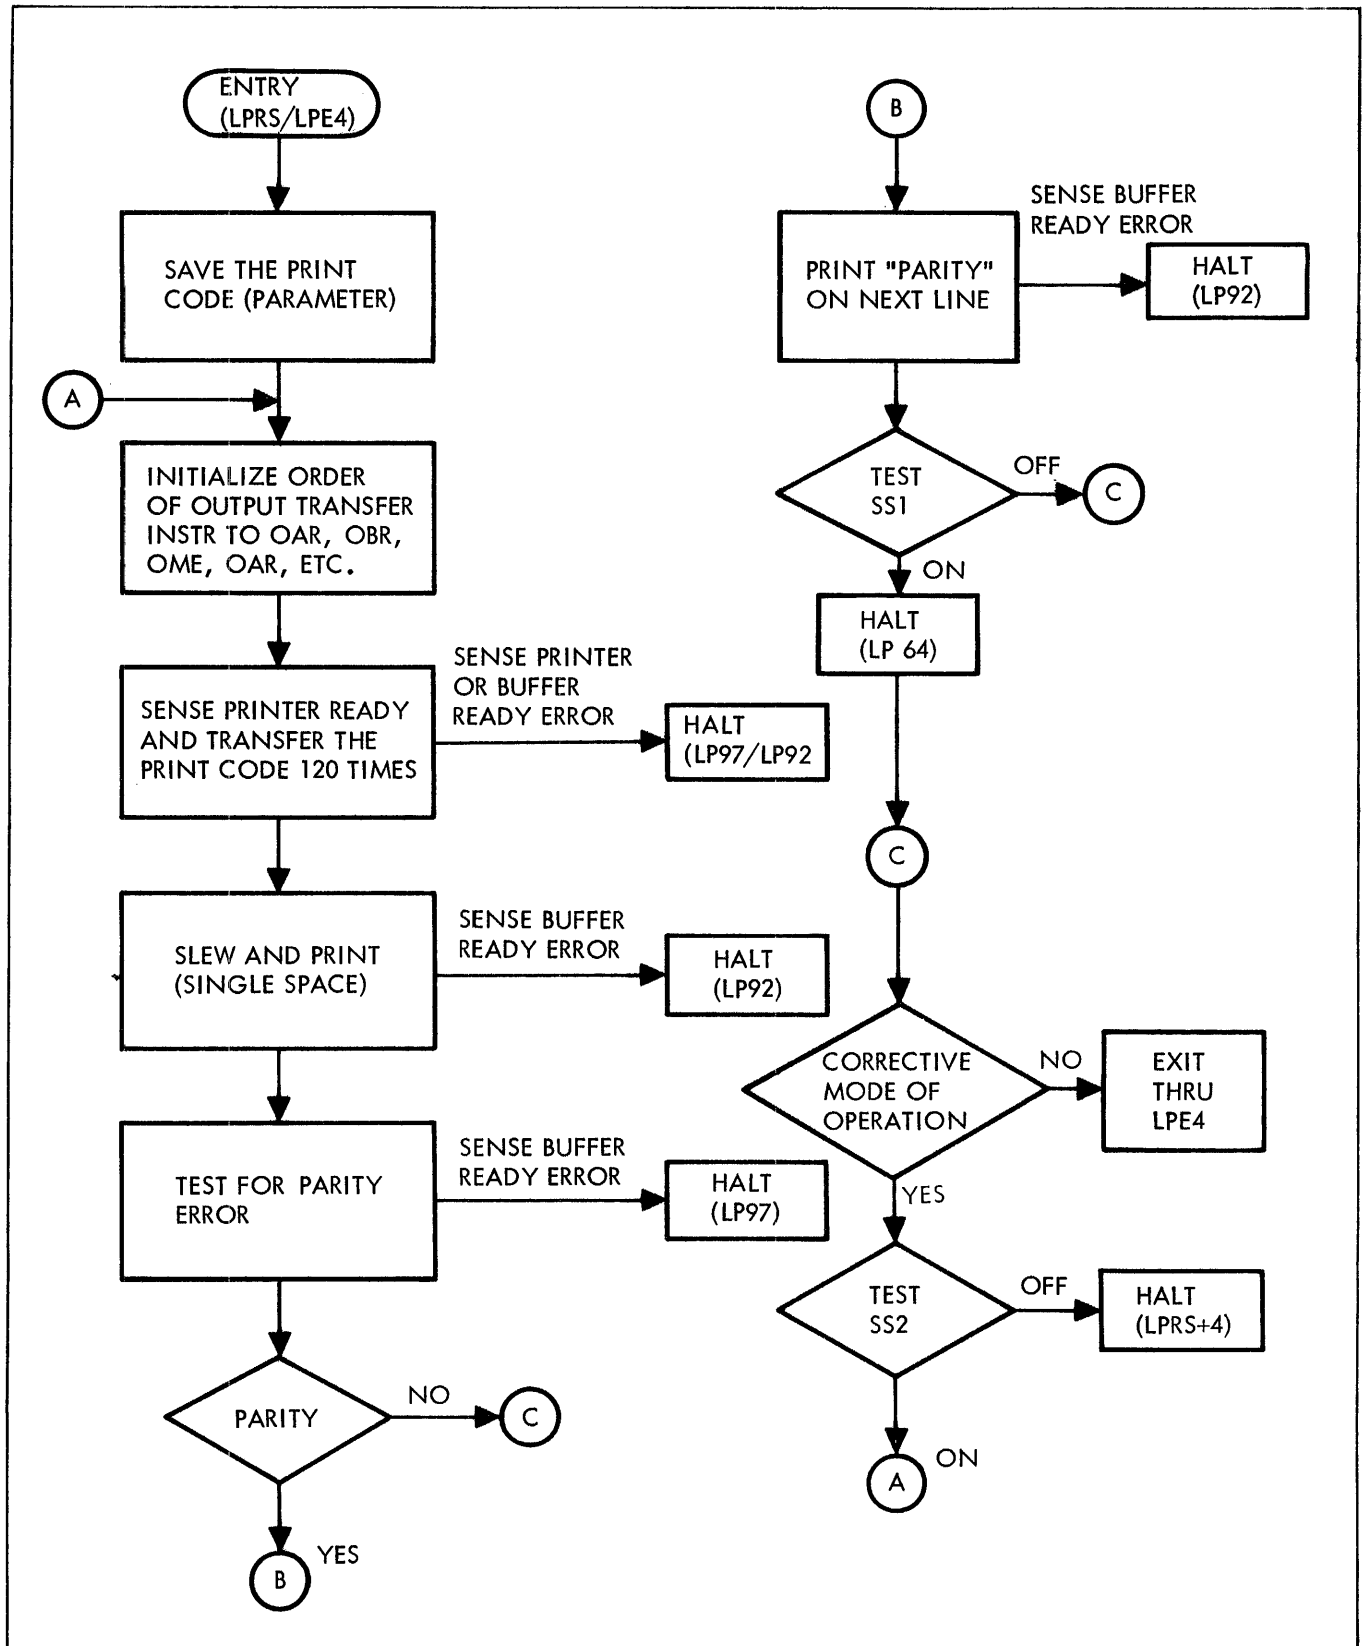 ENTRY
(LPRS/LPE4)
SAVE THE PRINT
CODE (PARAMETER)
A
INITIALIZE ORDER
OF OUTPUT TRANSFER
INSTR TO OAR, OBR,
OME, OAR, ETC.
SENSE PRINTER READY
AND TRANSFER THE
PRINT CODE 120 TIMES
SENSE PRINTER
OR BUFFER
READY ERROR
HALT
(LP97/LP92
SLEW AND PRINT
(SINGLE SPACE)
SENSE BUFFER
READY ERROR
HALT
(LP92)
TEST FOR PARITY
ERROR
SENSE BUFFER
READY ERROR
HALT
(LP97)
PARITY
NO
C
YES
B
B
PRINT "PARITY"
ON NEXT LINE
SENSE BUFFER
READY ERROR
HALT
(LP92)
TEST
SS1
OFF
C
ON
HALT
(LP 64)
C
CORRECTIVE
MODE OF
OPERATION
NO
EXIT
THRU
LPE4
YES
TEST
SS2
OFF
HALT
(LPRS+4)
ON
A